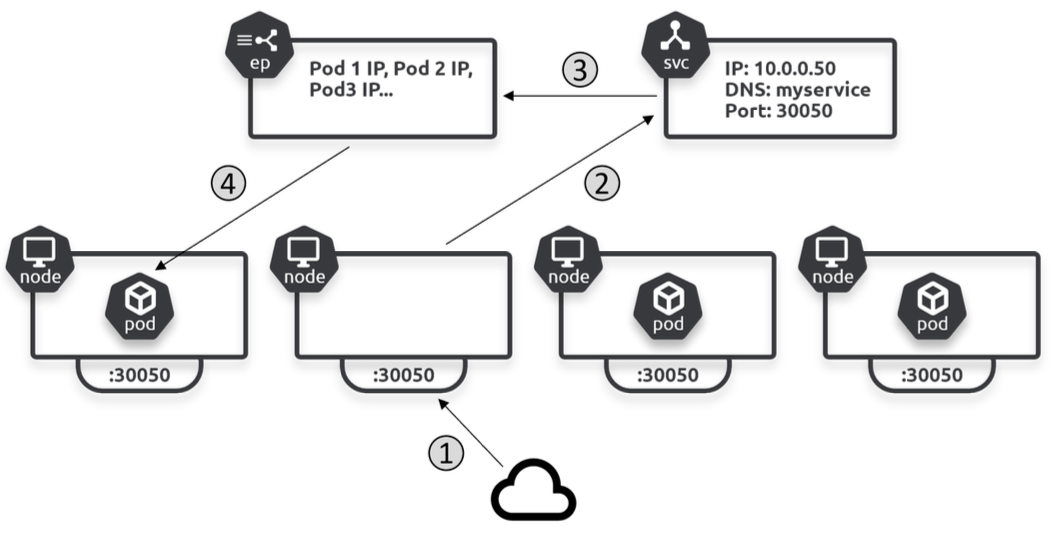 ep
Pod 1 IP, Pod 2 IP,
Pod3 IP...
svc
IP: 10.0.0.50
DNS: myservice
Port: 30050
3
4
2
node
pod
:30050
node
:30050
node
pod
:30050
node
pod
:30050
1